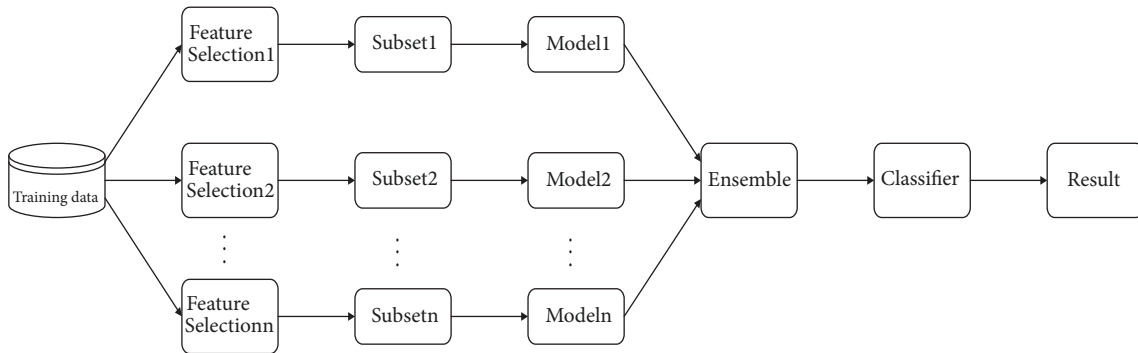 Feature
Selection1
Subset1
Model1
Training data
Feature
Selection2
Subset2
Model2
Ensemble
Classifier
Result
Feature
Selectionn
Subsetn
Modeln